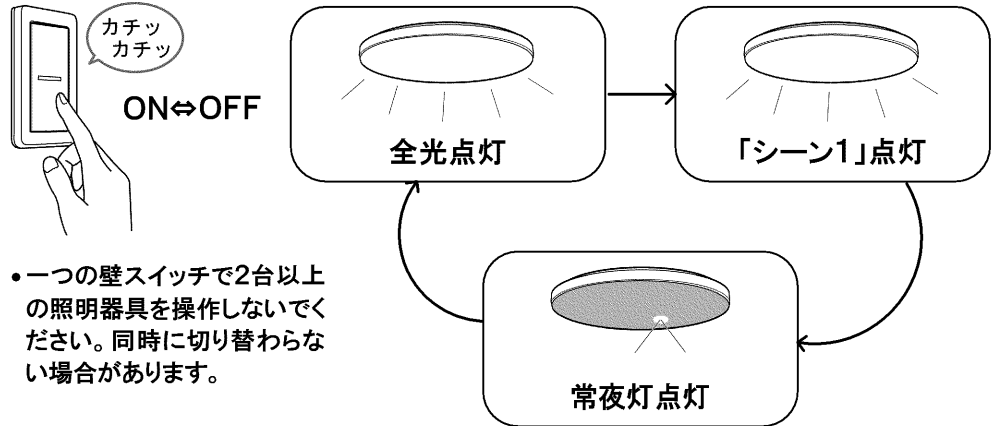 カチッ
カチッ
ON⇔OFF
全光点灯
「シーン1」点灯
常夜灯点灯
•一つの壁スイッチで2台以上
の照明器具を操作しないでく
ださい。同時に切り替わらな
い場合があります。